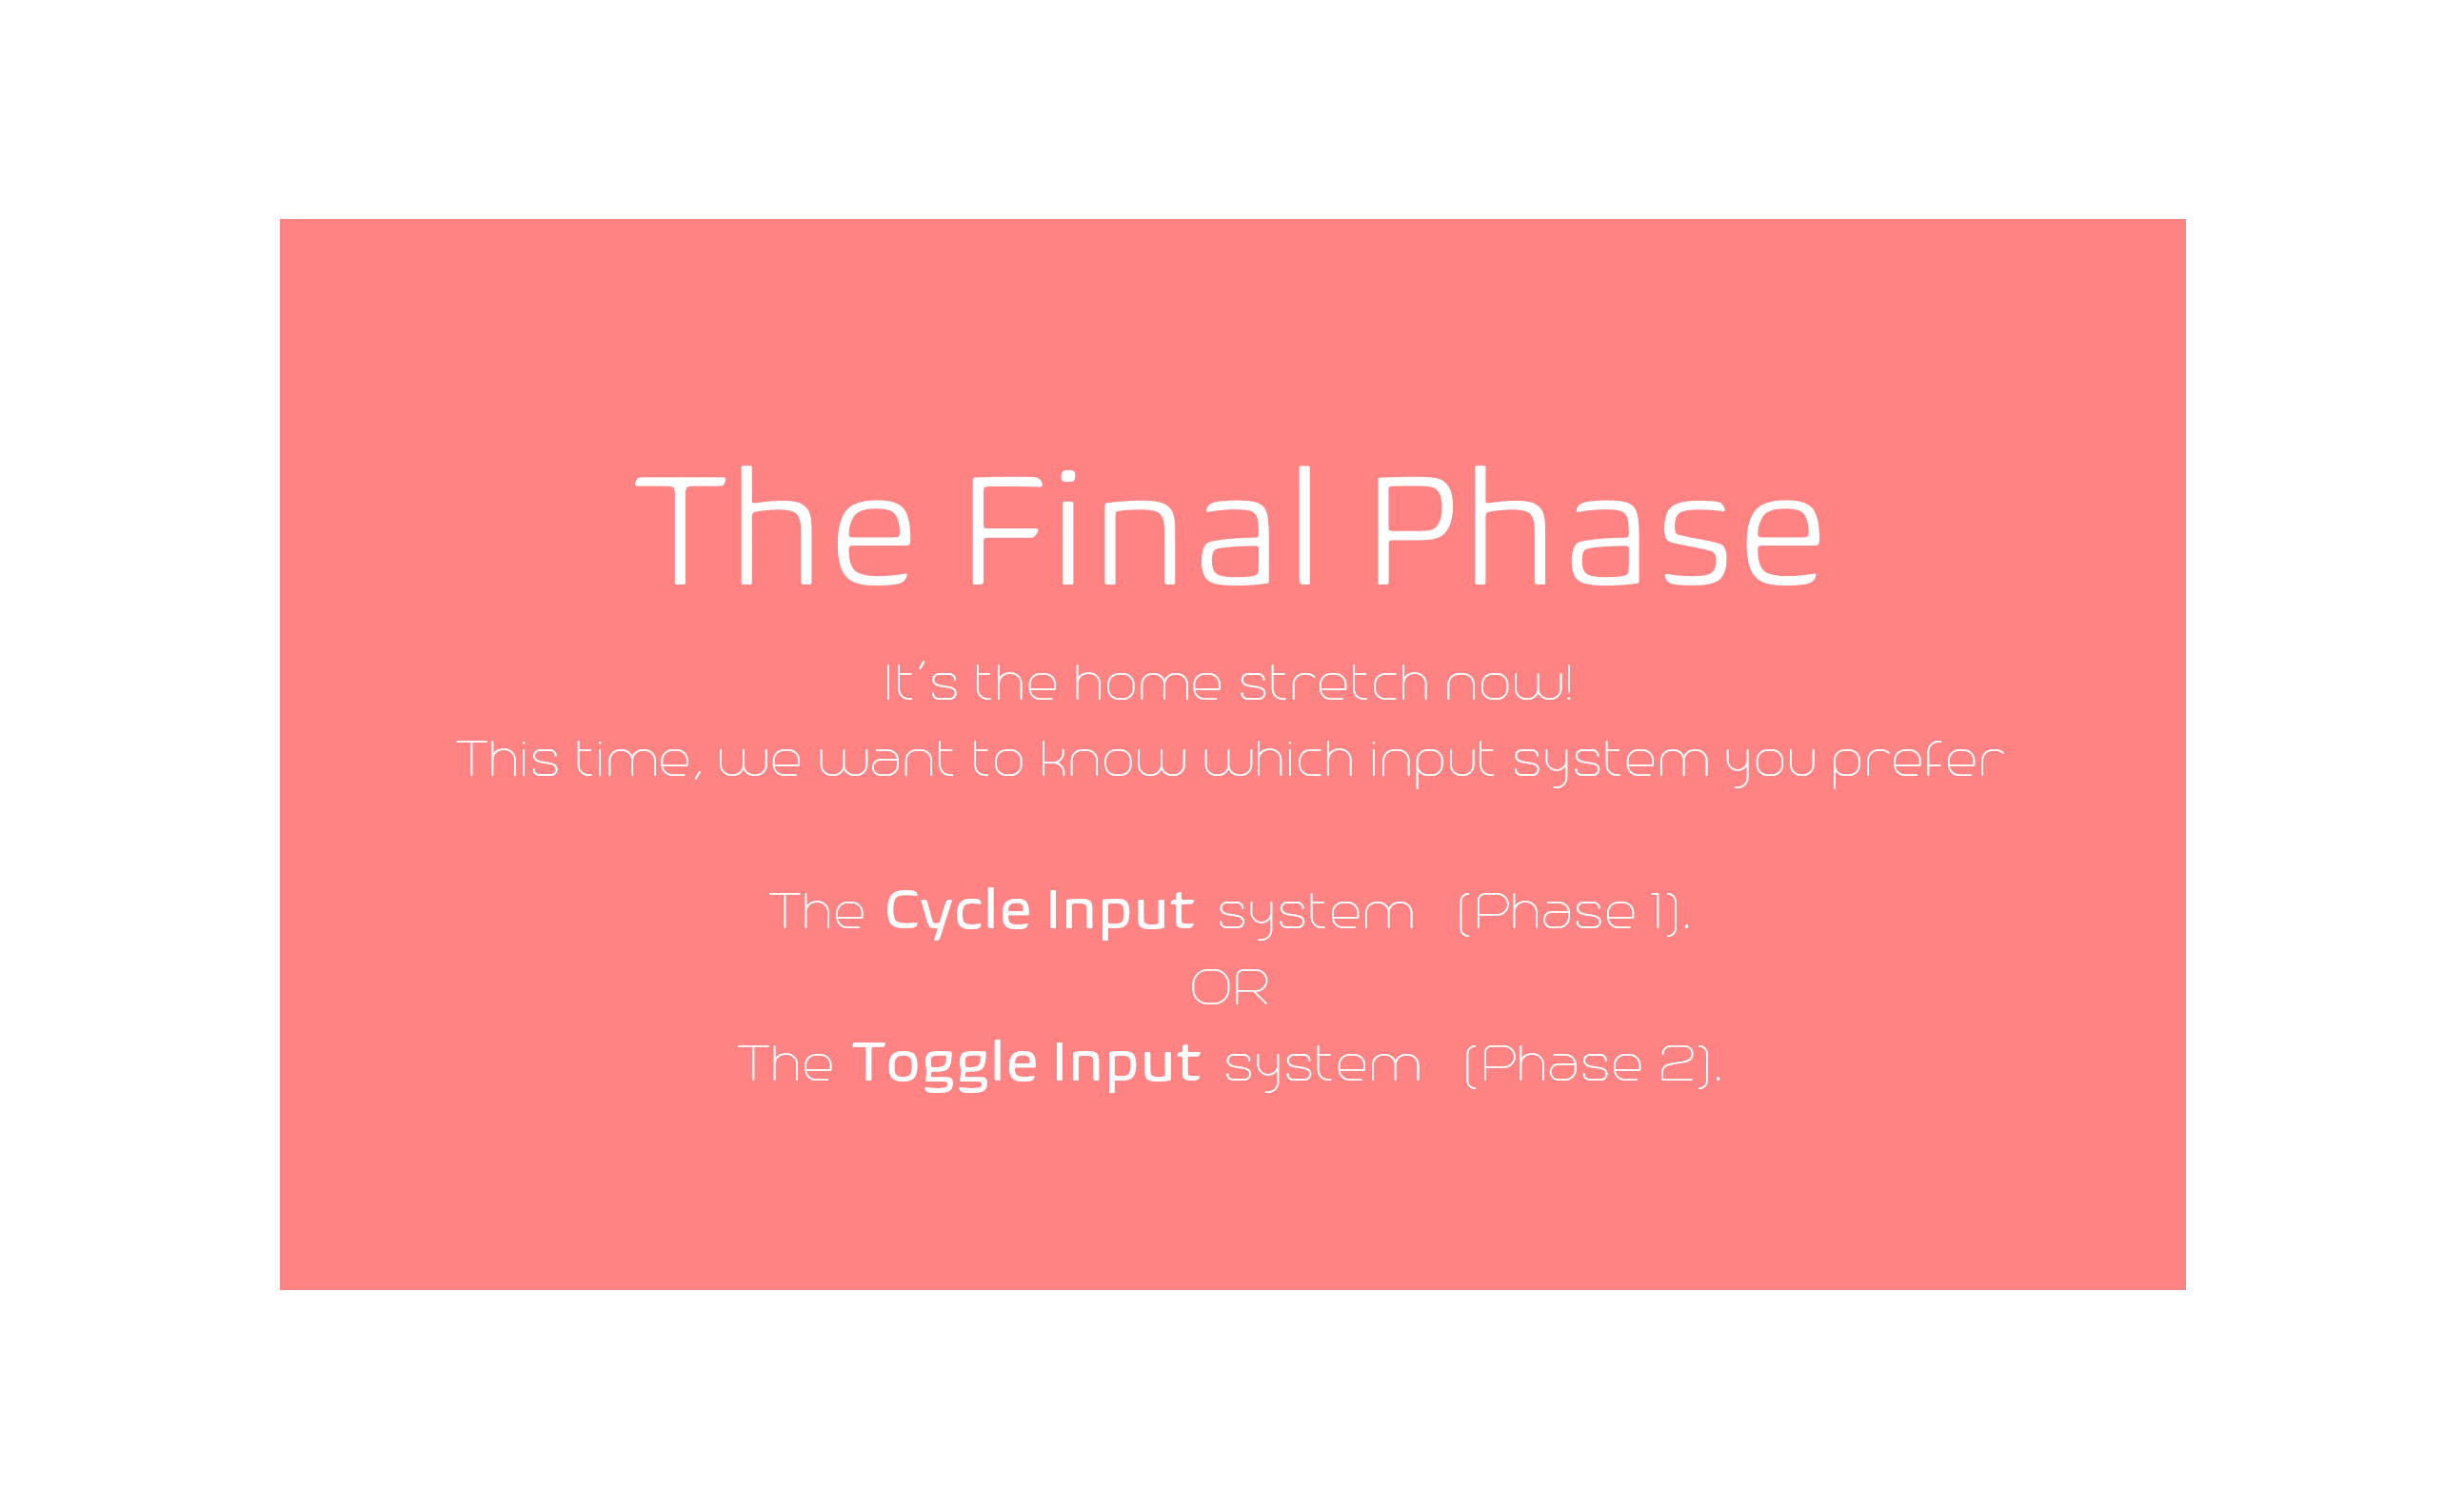 The Final Phase
It's the home stretch now!
This time, we want to know which input system you prefer
The Cycle Input system (Phase 1).
OR
The Toggle Input system (Phase 2).